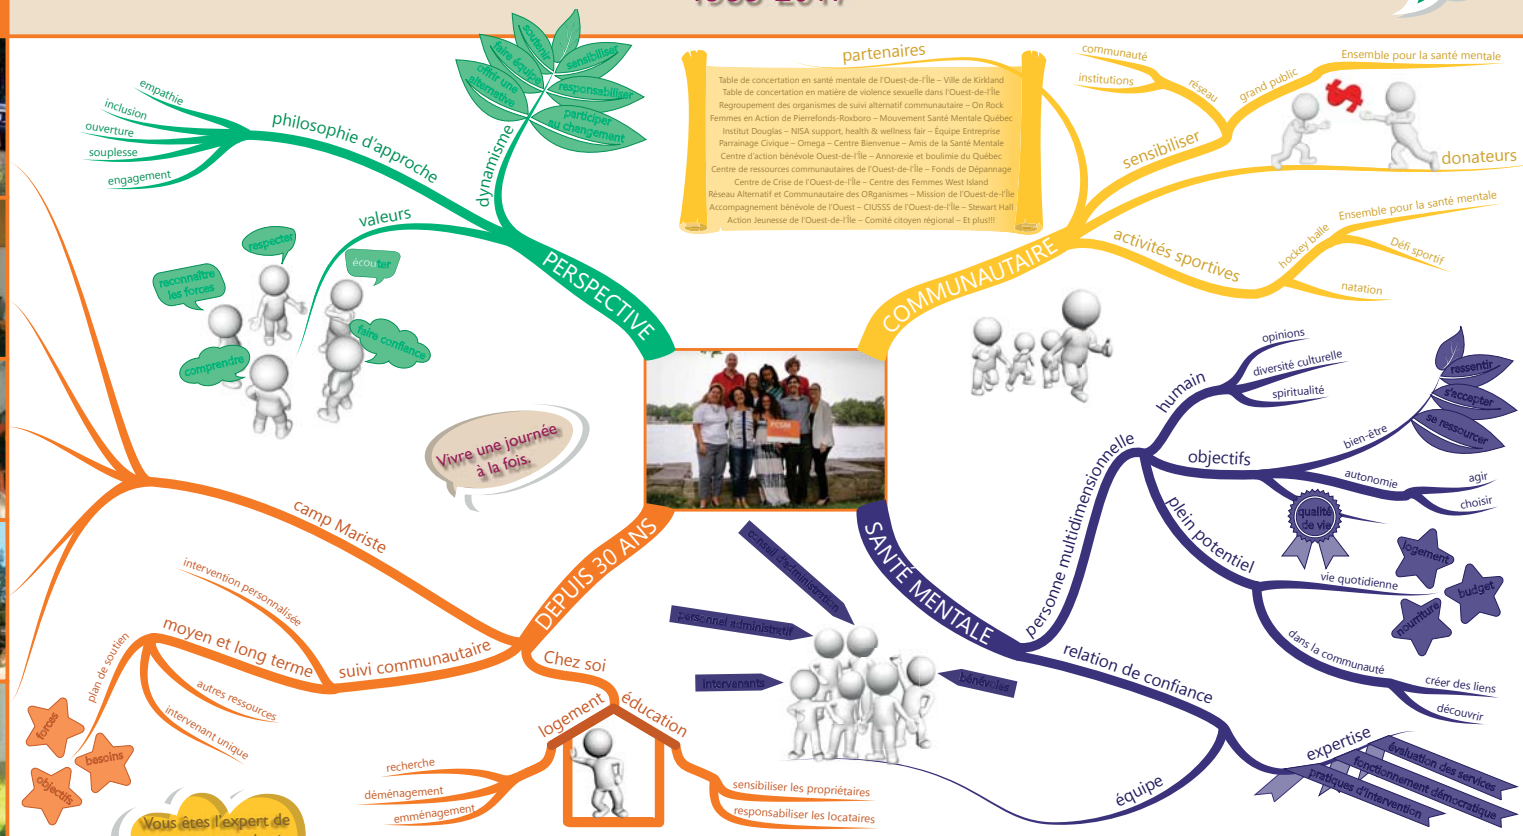 PERSPECTIVE
philosophie d'approche
empathie
inclusion
ouverture
souplesse
engagement
valeurs
respecter
écouter
reconnaître
les forces
faire confiance
comprendre
dynamisme
soutenir
faire équipe
offrir une
alternative
sensibiliser
responsabiliser
participer
au changement
COMMUNAUTAIRE
partenaires
Table de concertation en santé mentale de l'Ouest-de-l'Île – Ville de Kirkland
Table de concertation en matière de violence sexuelle dans l'Ouest-de-l'Île
Regroupement des organismes de suivi alternatif communautaire – On Rock
Femmes en Action de Pierrefonds-Roxboro – Mouvement Santé Mentale Québec
Institut Douglas – NISA support, health & wellness fair – Équipe Entreprise
Parrainage Civique – Omega – Centre Bienvenue – Amis de la Santé Mentale
Centre d'action bénévole Ouest-de-l'Île – Annorexie et boulimie du Québec
Centre de ressources communautaires de l'Ouest-de-l'Île – Fonds de Dépannage
Centre de Crise de l'Ouest-de-l'Île – Centre des Femmes West Island
Réseau Alternatif et Communautaire des ORganismes – Mission de l'Ouest-de-l'Île
Accompagnement bénévole de l'Ouest – CIUSSS de l'Ouest-de-l'Île – Stewart Hall
Action Jeunesse de l'Ouest-de-l'Île – Comité citoyen régional – Et plus!!!
sensibiliser
réseau
communauté
institutions
grand public
Ensemble pour la santé mentale
$
donateurs
activités sportives
hockey balle
Ensemble pour la santé mentale
Défi sportif
natation
Vivre une journée
à la fois.
PCSM
DEPUIS 30 ANS
camp Mariste
suivi communautaire
intervention personnalisée
moyen et long terme
plan de soutien
forces
besoins
objectifs
autres ressources
intervenant unique
Chez soi
logement
recherche
déménagement
emménagement
éducation
sensibiliser les propriétaires
responsabiliser les locataires
Vous êtes l'expert de
SANTÉ MENTALE
personne multidimensionnelle
humain
opinions
diversité culturelle
spiritualité
objectifs
bien-être
ressentir
s'accepter
se ressourcer
autonomie
agir
choisir
qualité
de vie
plein potentiel
vie quotidienne
logement
budget
nourriture
dans la communauté
créer des liens
découvrir
relation de confiance
expertise
évaluation des services
fonctionnement démocratique
pratiques d'intervention
équipe
conseil d'administration
personnel administratif
intervenants
bénévoles